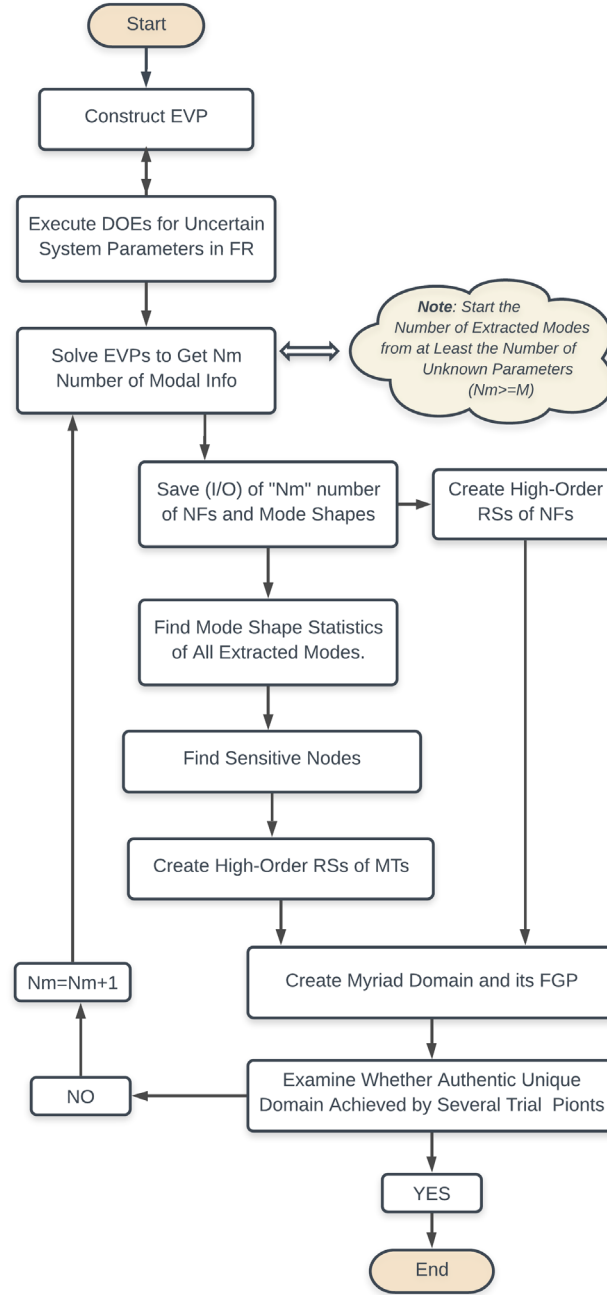 Start
Construct EVP
Execute DOEs for Uncertain
System Parameters in FR
Solve EVPs to Get Nm
Number of Modal Info
Note: Start the
Number of Extracted Modes
from at Least the Number of
Unknown Parameters
(Nm>=M)
Save (I/O) of "Nm" number
of NFs and Mode Shapes
Create High-Order
RSs of NFs
Find Mode Shape Statistics
of All Extracted Modes.
Find Sensitive Nodes
Create High-Order RSs of MTs
Create Myriad Domain and its FGP
Nm=Nm+1
Examine Whether Authentic Unique
Domain Achieved by Several Trial Pionts
NO
YES
End